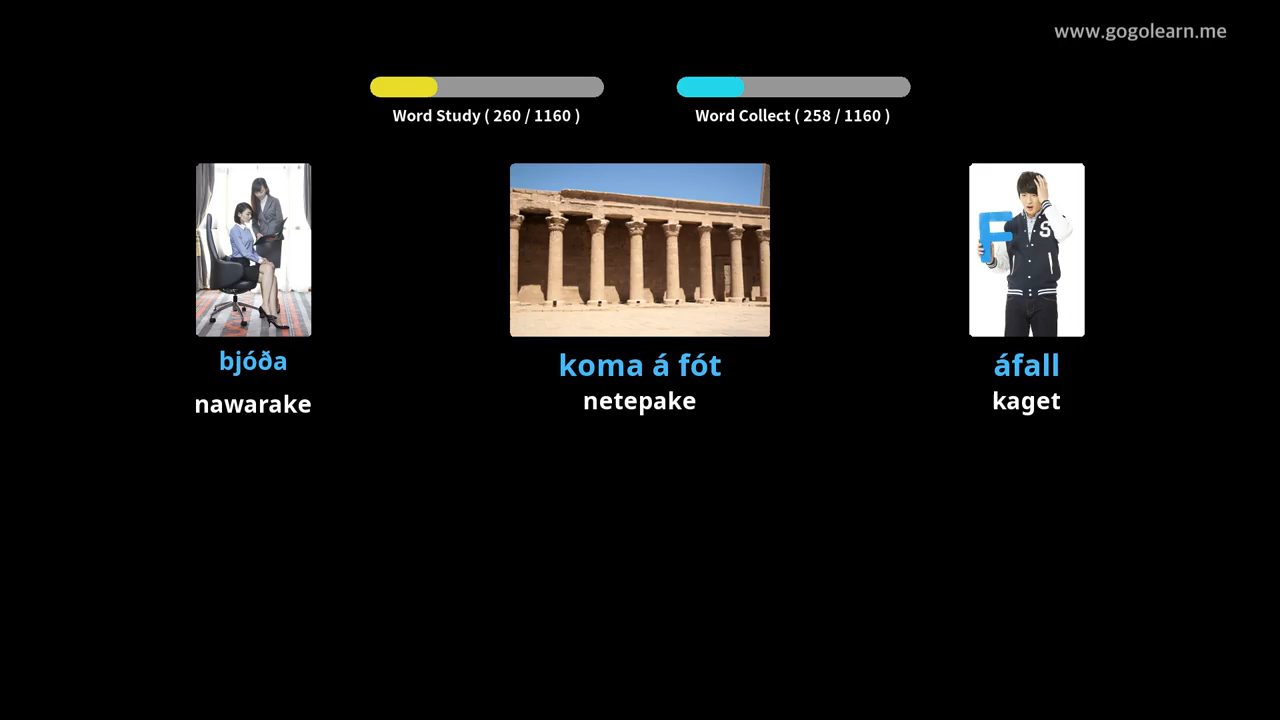 www.gogolearn.me
Word Study ( 260 / 1160 )
Word Collect ( 258 / 1160 )
S
F
bjóða
nawarake
koma á fót
netepake
áfall
kaget